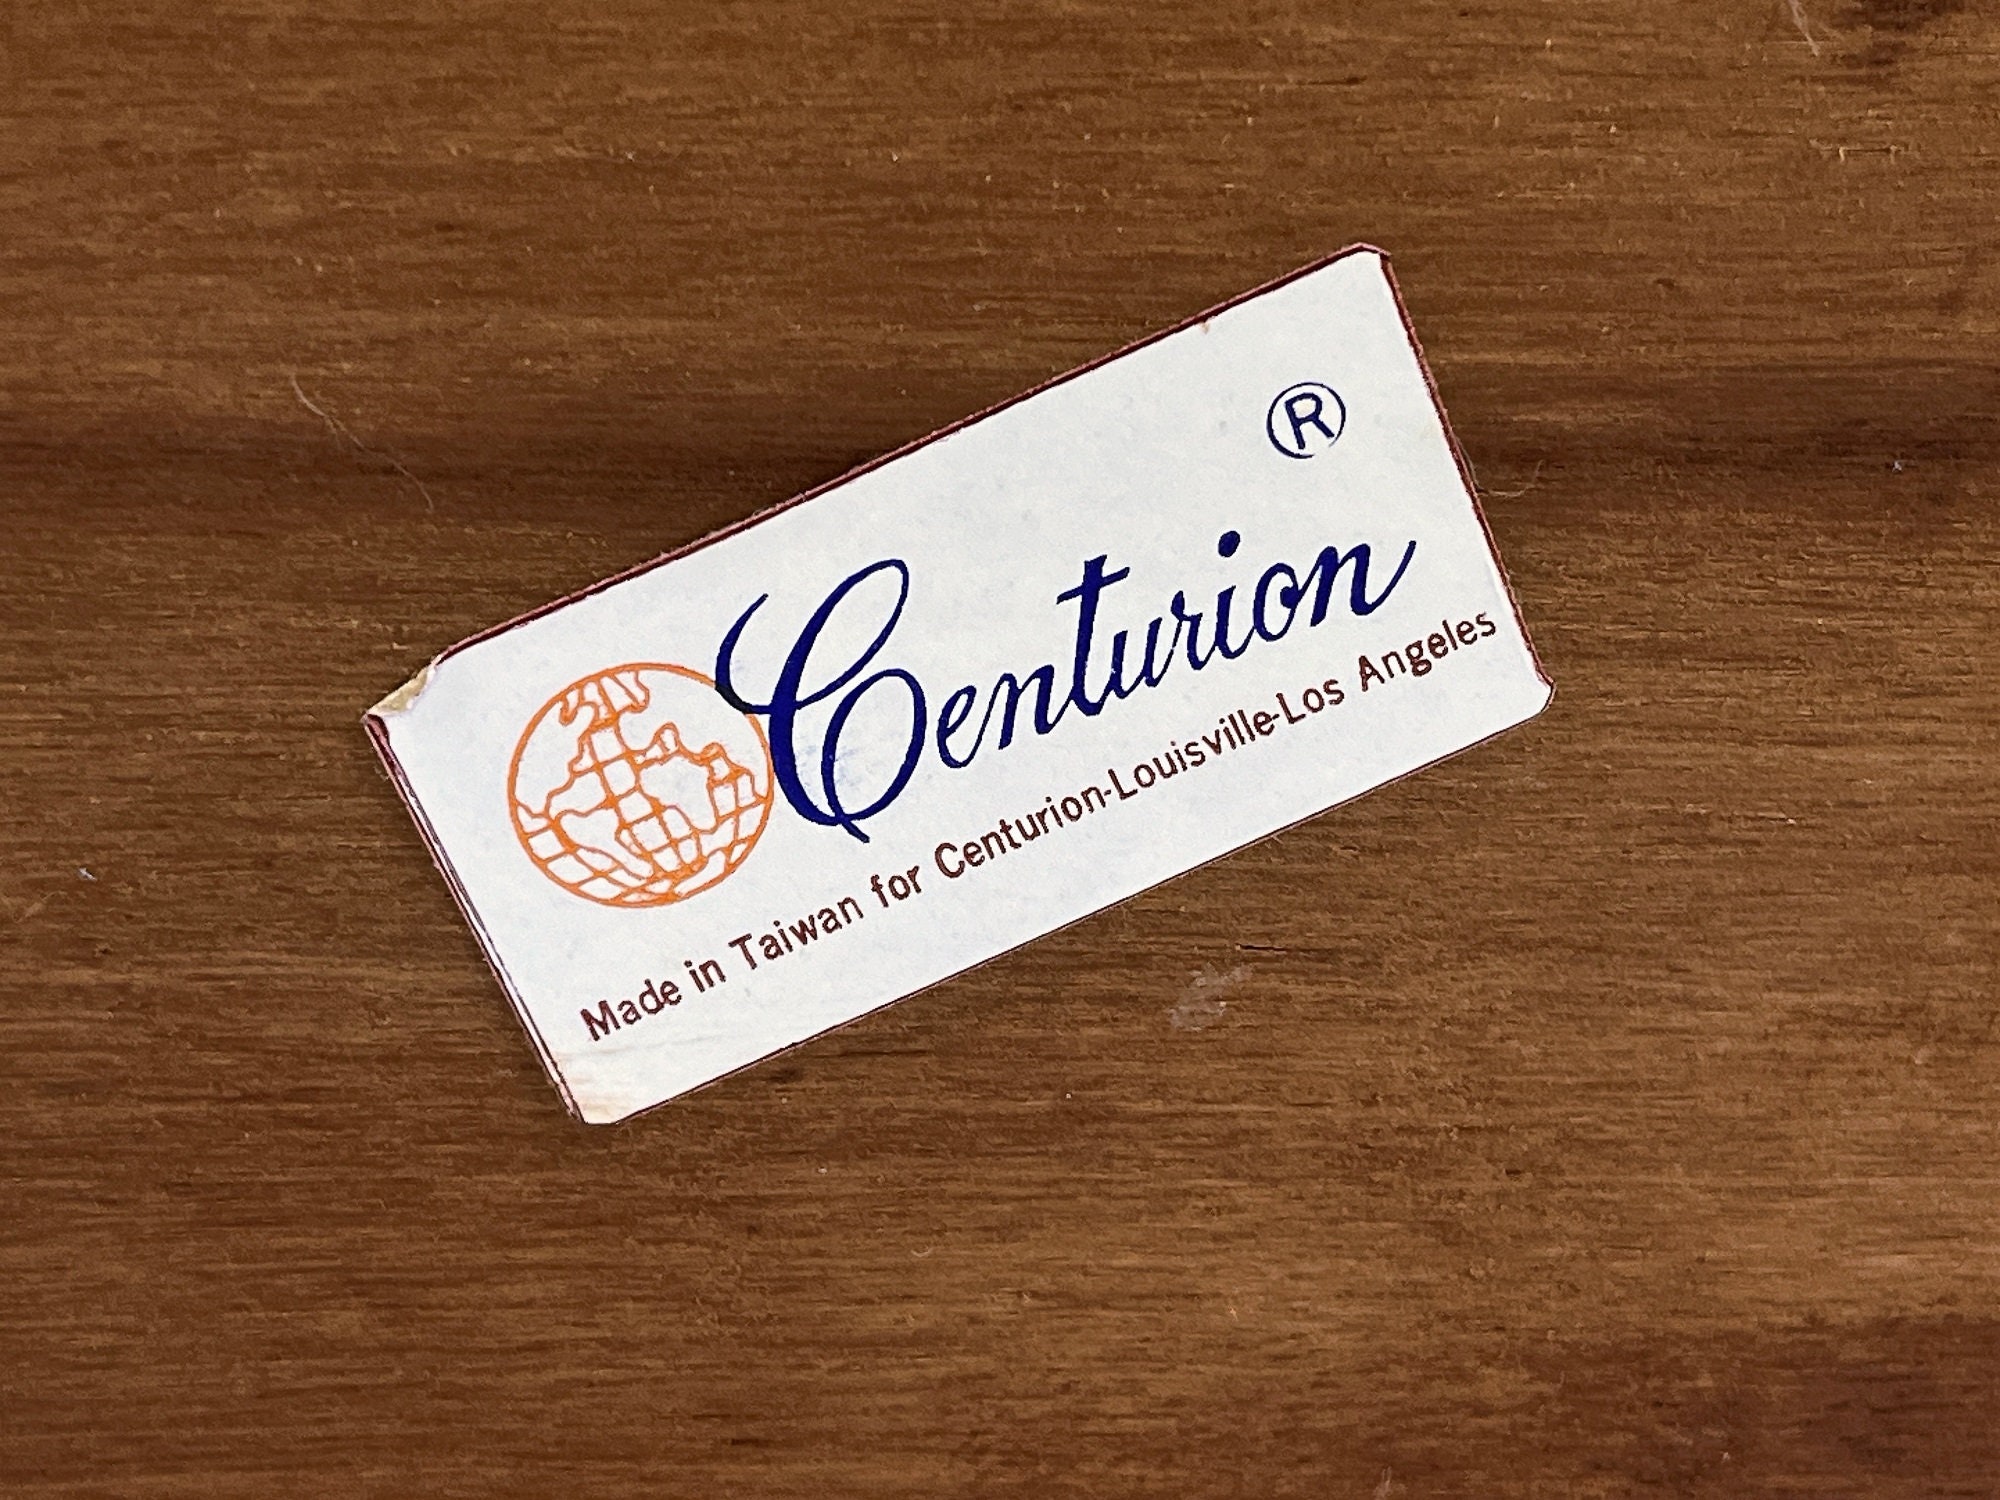 ®
Centurion
Made in Taiwan for Centurion-Louisville-Los Angeles